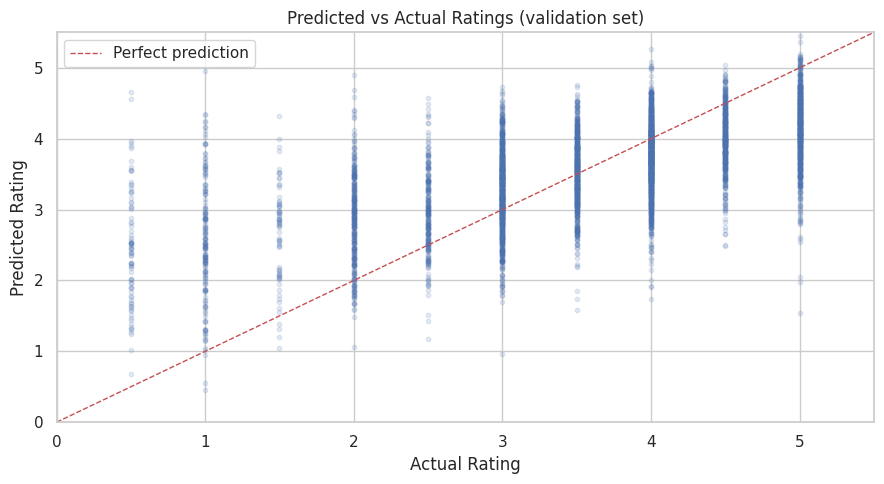 Predicted vs Actual Ratings (validation set)
Perfect prediction
Predicted Rating
5
4
3
2
1
0
0 1 2 3 4 5
Actual Rating